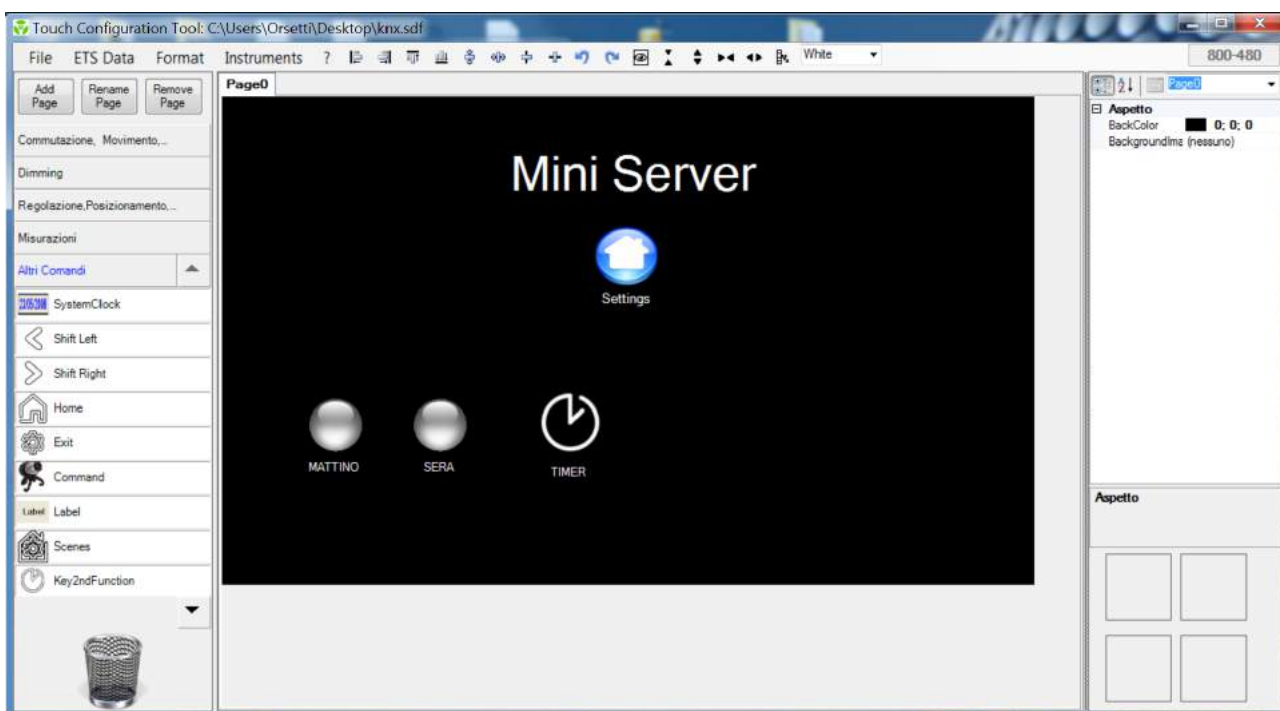 Touch Configuration Tool: C:\Users\Orsetti\Desktop\knx.sdf
File ETS Data Format Instruments ? White 800-480
Add Page
Rename Page
Remove Page
Page0
Page0
Commutazione, Movimento,...
Dimming
Regolazione,Posizionamento,...
Misurazioni
Altri Comandi
SystemClock
Shift Left
Shift Right
Home
Exit
Command
Label Label
Scenes
Key2ndFunction
Mini Server
Settings
MATTINO SERA TIMER
Aspetto
BackColor 0; 0; 0
BackgroundIma (nessuno)
Aspetto